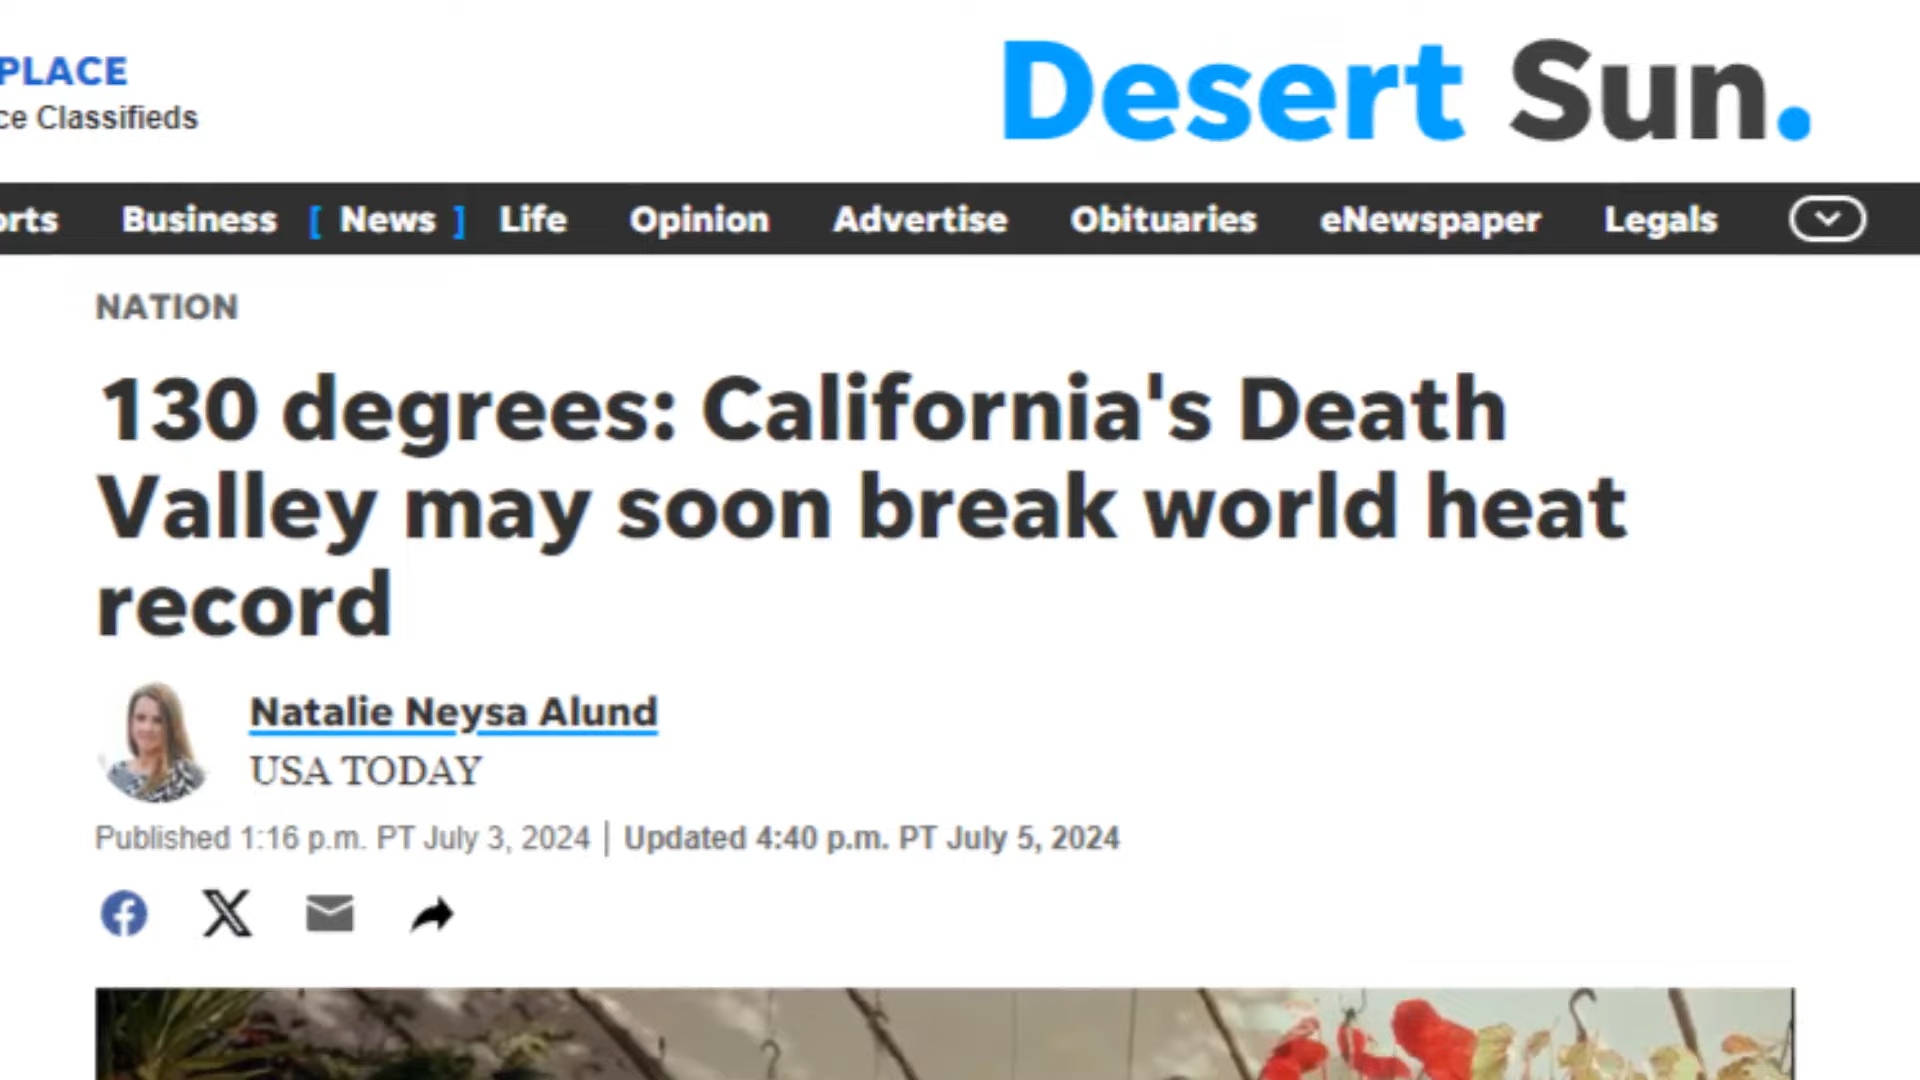 PLACE
ce Classifieds
Desert Sun.
orts Business [ News ] Life Opinion Advertise Obituaries eNewspaper Legals
NATION
130 degrees: California's Death
Valley may soon break world heat
record
Natalie Neysa Alund
USA TODAY
Published 1:16 p.m. PT July 3, 2024 | Updated 4:40 p.m. PT July 5, 2024